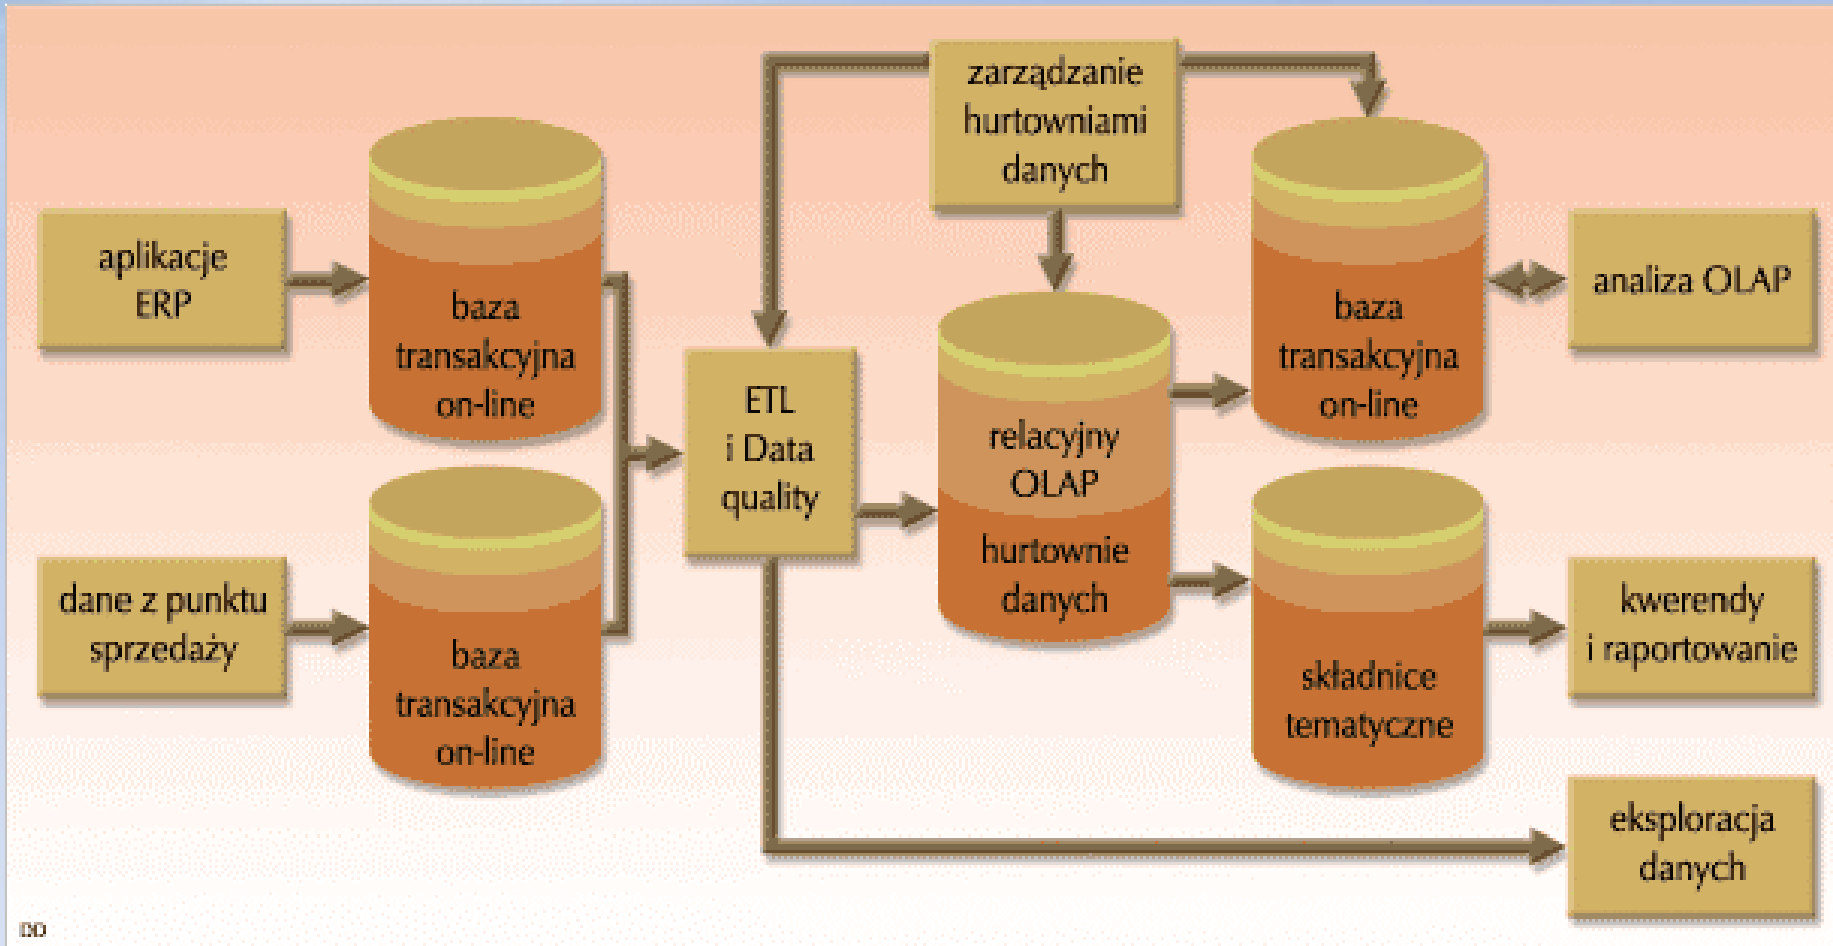 zarządzanie
hurtowniami
danych
aplikacje
ERP
baza
transakcyjna
on-line
baza
transakcyjna
on-line
analiza OLAP
ETL
i Data
quality
relacyjny
OLAP
hurtownie
danych
dane z punktu
sprzedaży
baza
transakcyjna
on-line
składnice
tematyczne
kwerendy
i raportowanie
eksploracja
danych
DD